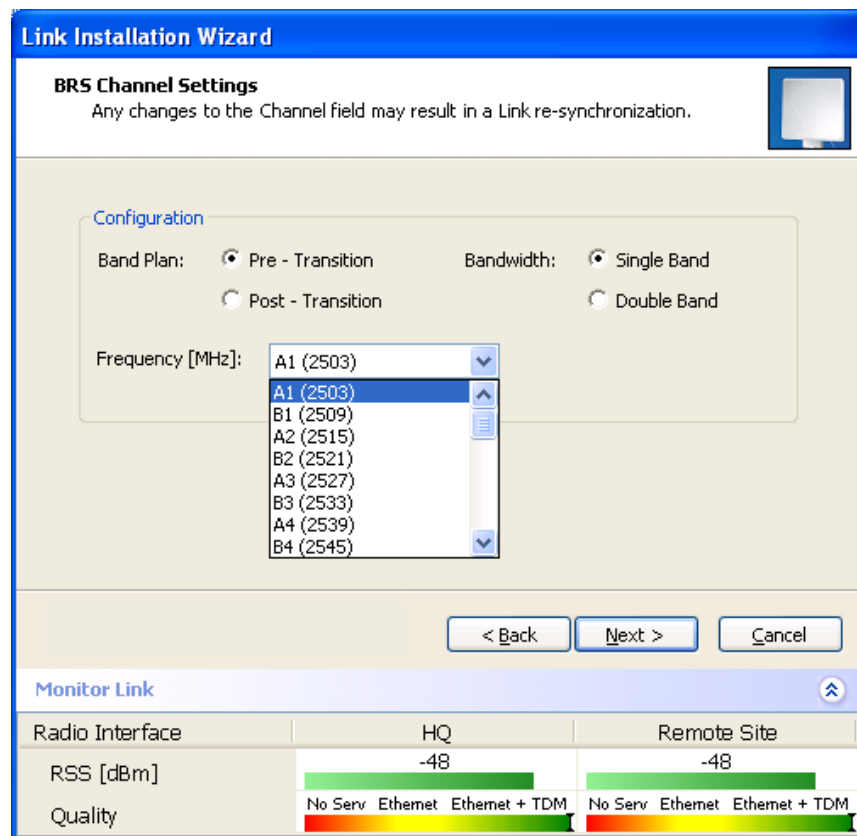 Link Installation Wizard
BRS Channel Settings
Any changes to the Channel field may result in a Link re-synchronization.
Configuration
Band Plan: Pre - Transition Bandwidth: Single Band
Post - Transition Double Band
Frequency [MHz]: A1 (2503)
A1 (2503)
B1 (2509)
A2 (2515)
B2 (2521)
A3 (2527)
B3 (2533)
A4 (2539)
B4 (2545)
< Back Next > Cancel
Monitor Link
Radio Interface HQ Remote Site
RSS [dBm] -48 -48
Quality No Serv Ethernet Ethernet + TDM No Serv Ethernet Ethernet + TDM